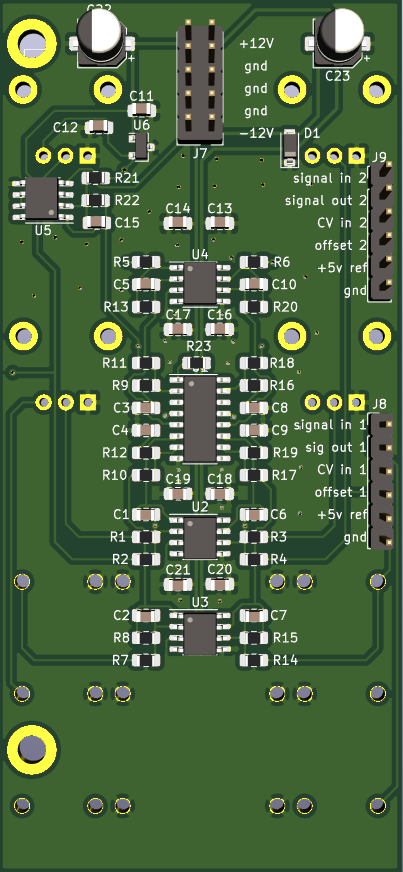 C22
+12V
gnd
gnd
gnd
-12V
C23
C11
C12
U6
J7
D1
J9
signal in 2
signal out 2
CV in 2
offset 2
+5v ref
gnd
R21
R22
C15
U5
C14
C13
U4
R5
R6
C5
C10
R13
R20
C17
C16
R23
R11
R18
R9
R16
C3
C8
C4
C9
R12
R19
R10
R17
J8
signal in 1
sig out 1
CV in 1
offset 1
+5v ref
gnd
C19
C18
C1
U2
C6
R1
R3
R2
R4
C21
C20
U3
C2
C7
R8
R15
R7
R14